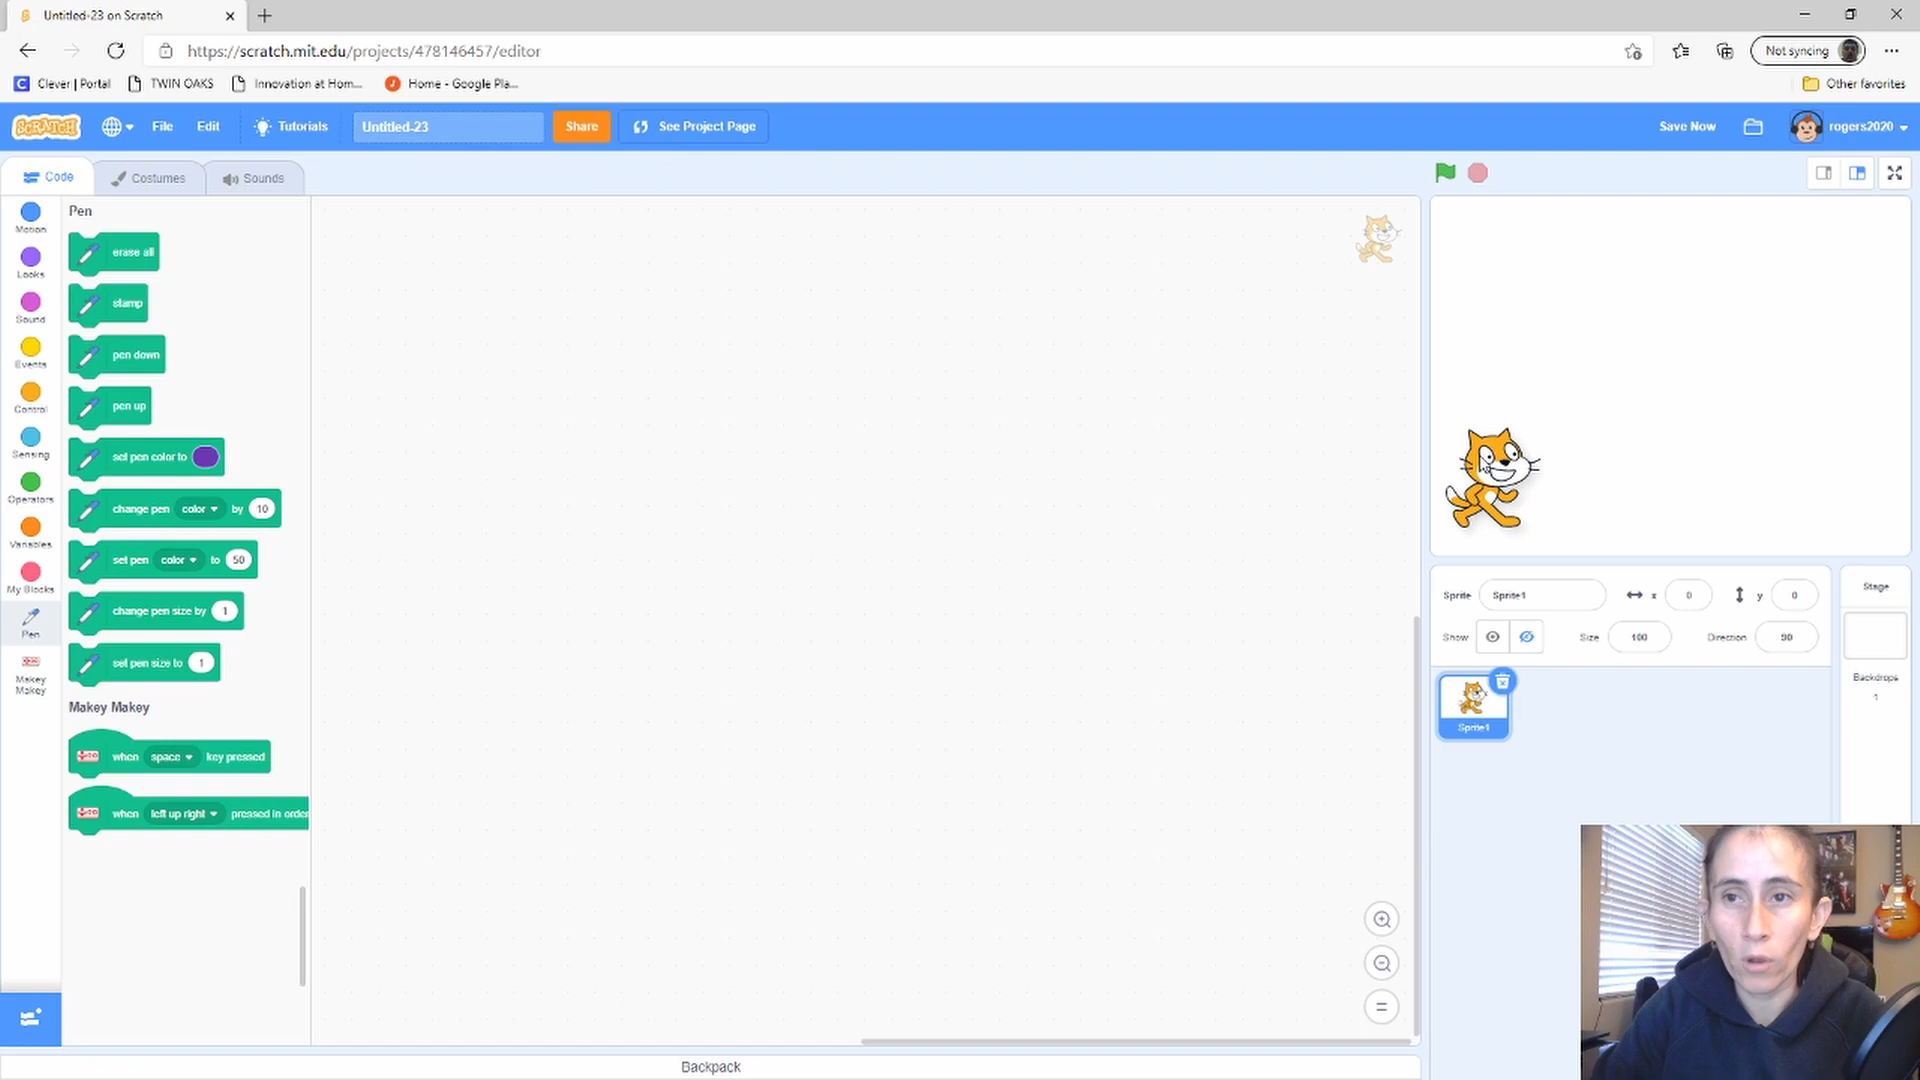 Untitled-23 on Scratch
https://scratch.mit.edu/projects/478146457/editor
Not syncing
Clever | Portal
TWIN OAKS
Innovation at Hom...
Home - Google Pla...
Other favorites
SCRATCH
File
Edit
Tutorials
Untitled-23
Share
See Project Page
Save Now
rogers2020
Code
Costumes
Sounds
Motion
Looks
Sound
Events
Control
Sensing
Operators
Variables
My Blocks
Pen
Makey Makey
Pen
erase all
stamp
pen down
pen up
set pen color to
change pen color by 10
set pen color to 50
change pen size by 1
set pen size to 1
Makey Makey
when space key pressed
when left up right pressed in order
Sprite Sprite1 x 0 y 0
Show Size 100 Direction 90
Sprite1
Stage
Backdrops
1
Backpack